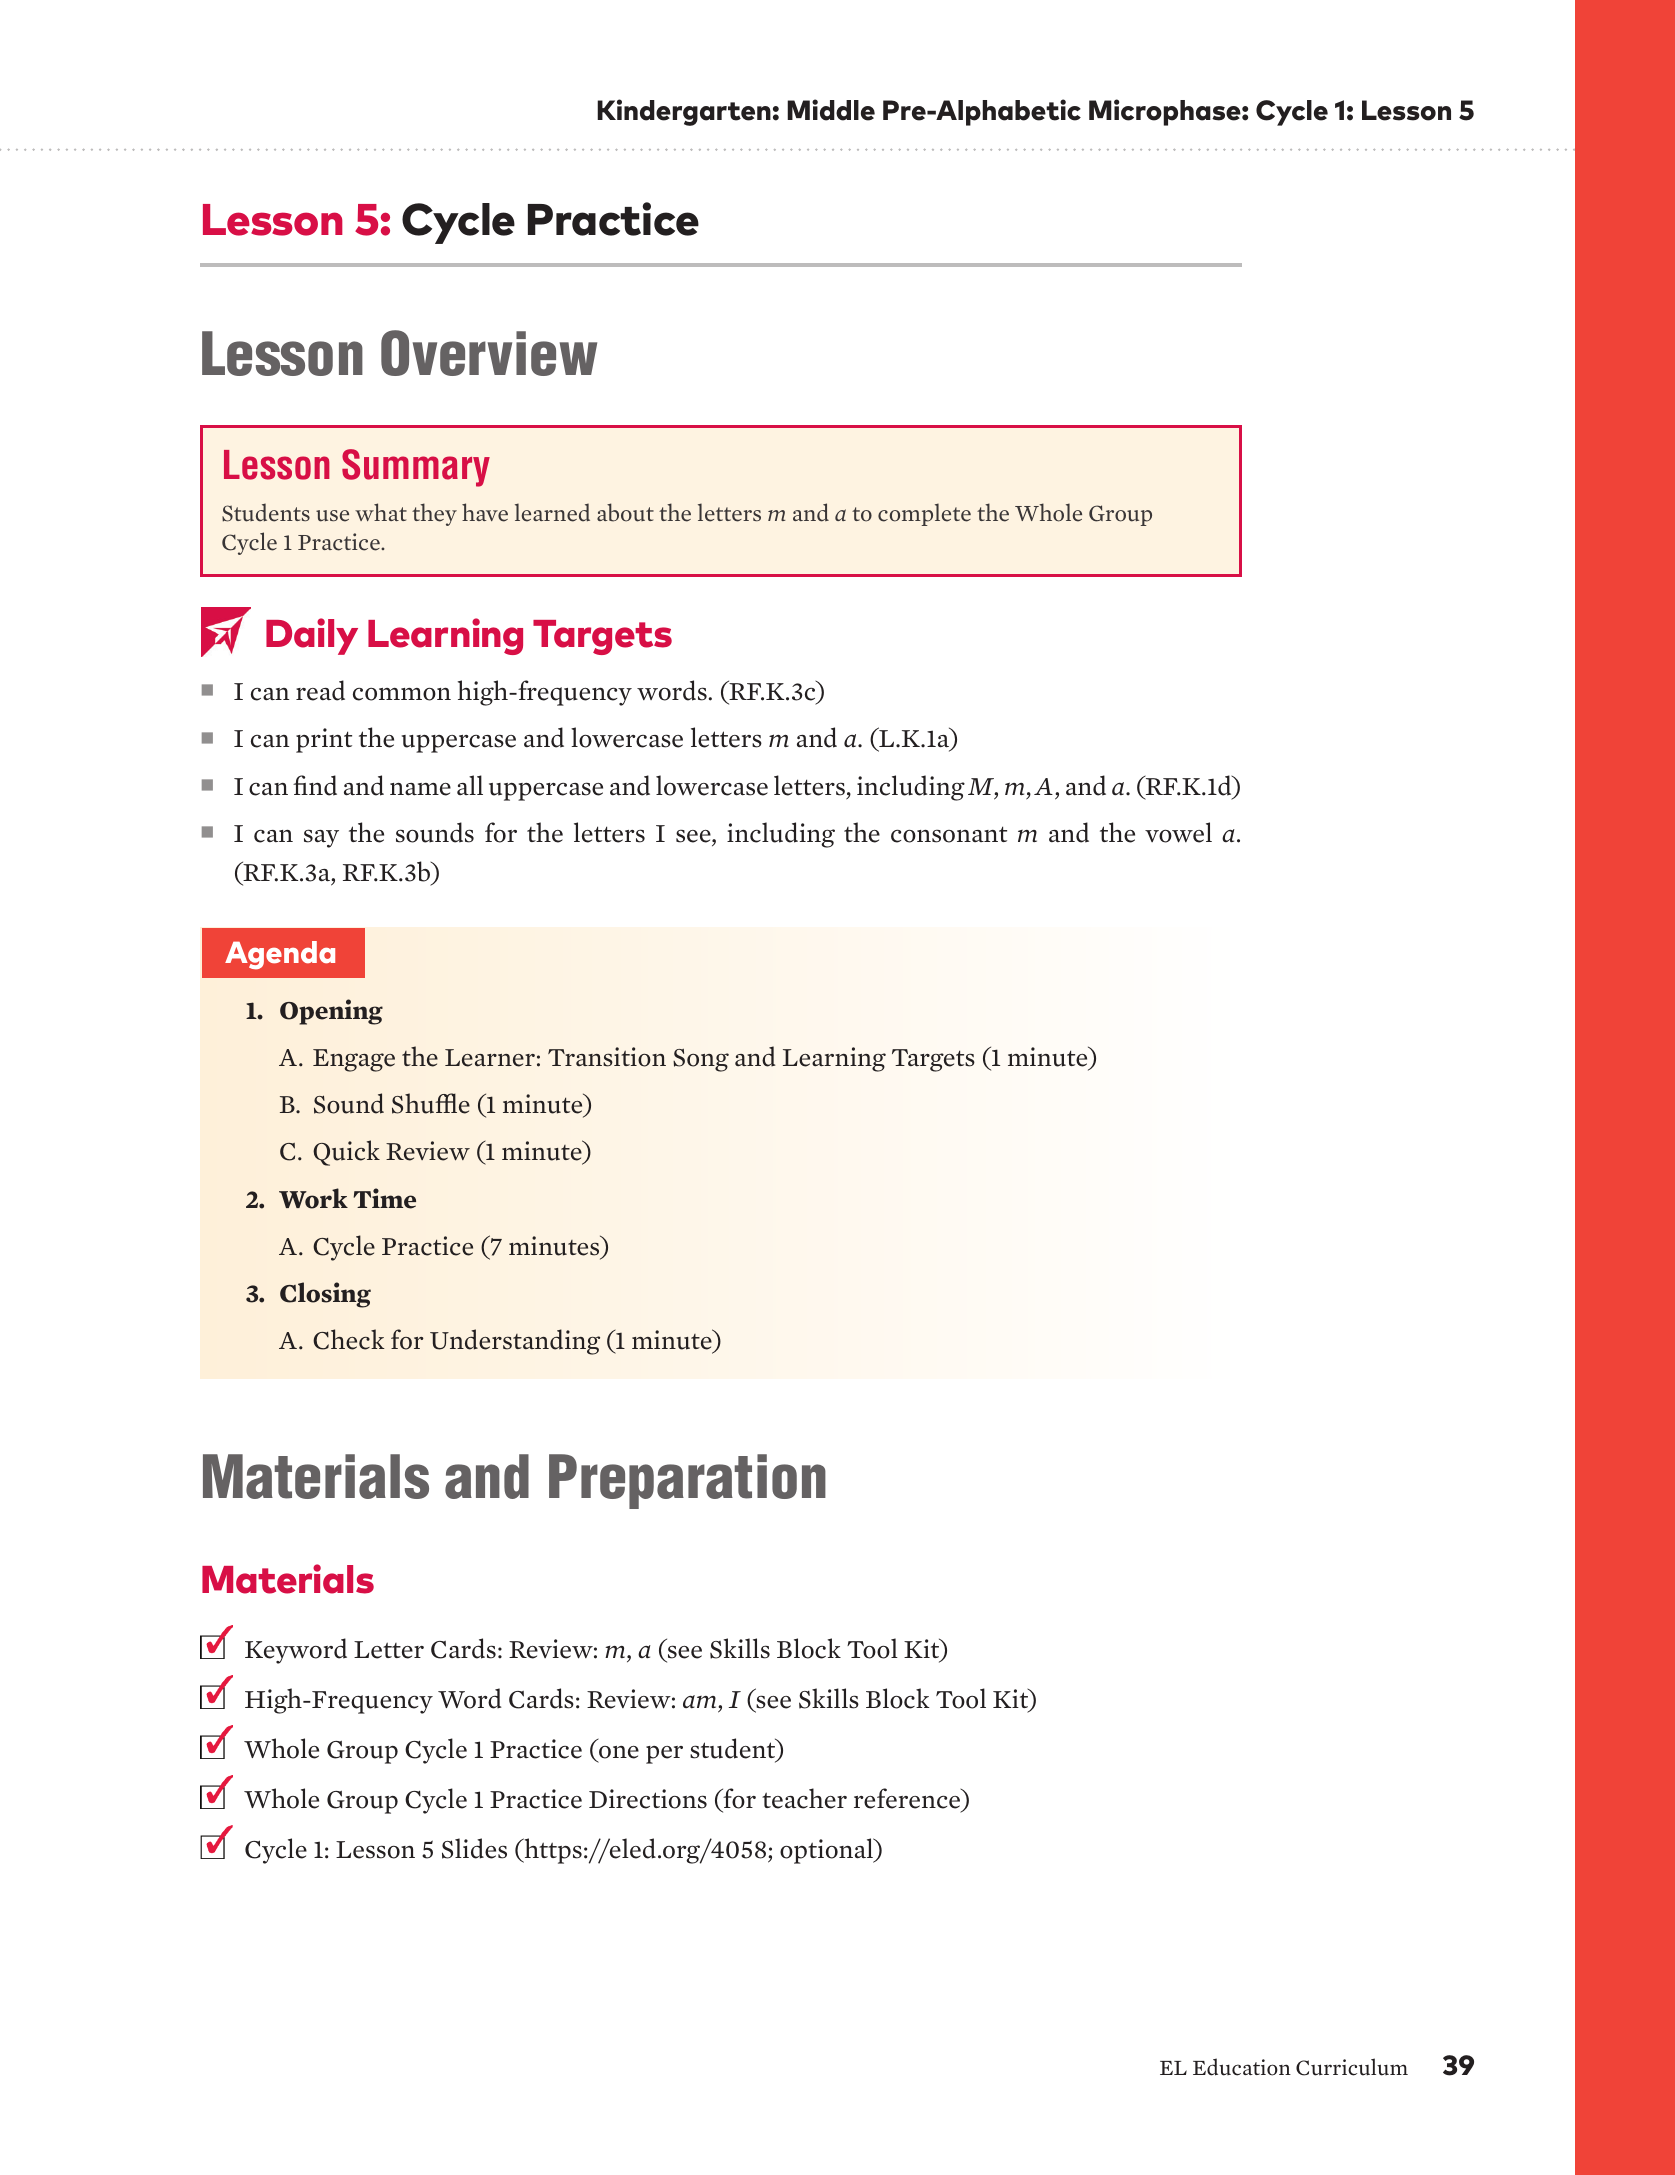 Kindergarten: Middle Pre-Alphabetic Microphase: Cycle 1: Lesson 5
Lesson 5: Cycle Practice
Lesson Overview
Lesson Summary
Students use what they have learned about the letters m and a to complete the Whole Group
Cycle 1 Practice.
Daily Learning Targets
■ I can read common high-frequency words. (RF.K.3c)
■ I can print the uppercase and lowercase letters m and a. (L.K.1a)
■ I can find and name all uppercase and lowercase letters, including M, m, A, and a. (RF.K.1d)
■ I can say the sounds for the letters I see, including the consonant m and the vowel a.
(RF.K.3a, RF.K.3b)
Agenda
1. Opening
A. Engage the Learner: Transition Song and Learning Targets (1 minute)
B. Sound Shuffle (1 minute)
C. Quick Review (1 minute)
2. Work Time
A. Cycle Practice (7 minutes)
3. Closing
A. Check for Understanding (1 minute)
Materials and Preparation
Materials
Keyword Letter Cards: Review: m, a (see Skills Block Tool Kit)
High-Frequency Word Cards: Review: am, I (see Skills Block Tool Kit)
Whole Group Cycle 1 Practice (one per student)
Whole Group Cycle 1 Practice Directions (for teacher reference)
Cycle 1: Lesson 5 Slides (https://eled.org/4058; optional)
EL Education Curriculum 39